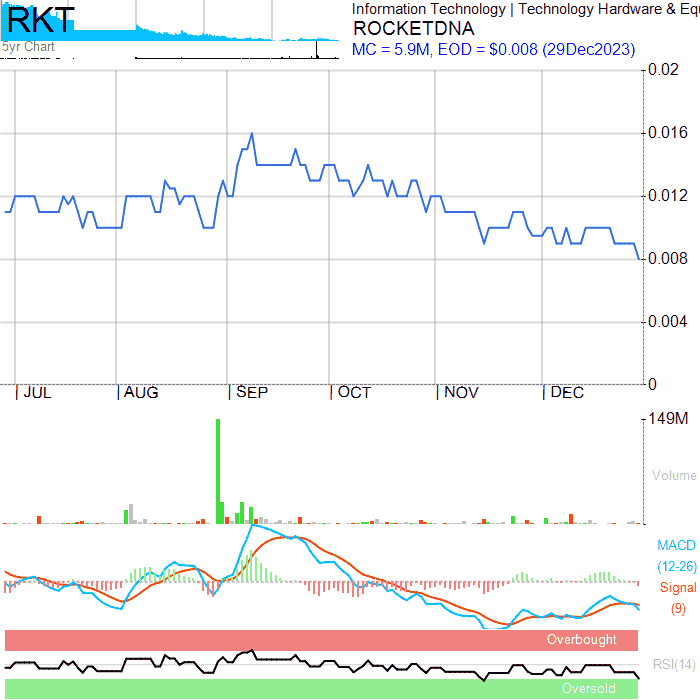 RKT
5yr Chart
Information Technology | Technology Hardware & Equ
ROCKETDNA
MC = 5.9M, EOD = $0.008 (29Dec2023)
0.02
0.016
0.012
0.008
0.004
0
JUL AUG SEP OCT NOV DEC
149M
Volume
MACD
(12-26)
Signal
(9)
Overbought
RSI(14)
Oversold